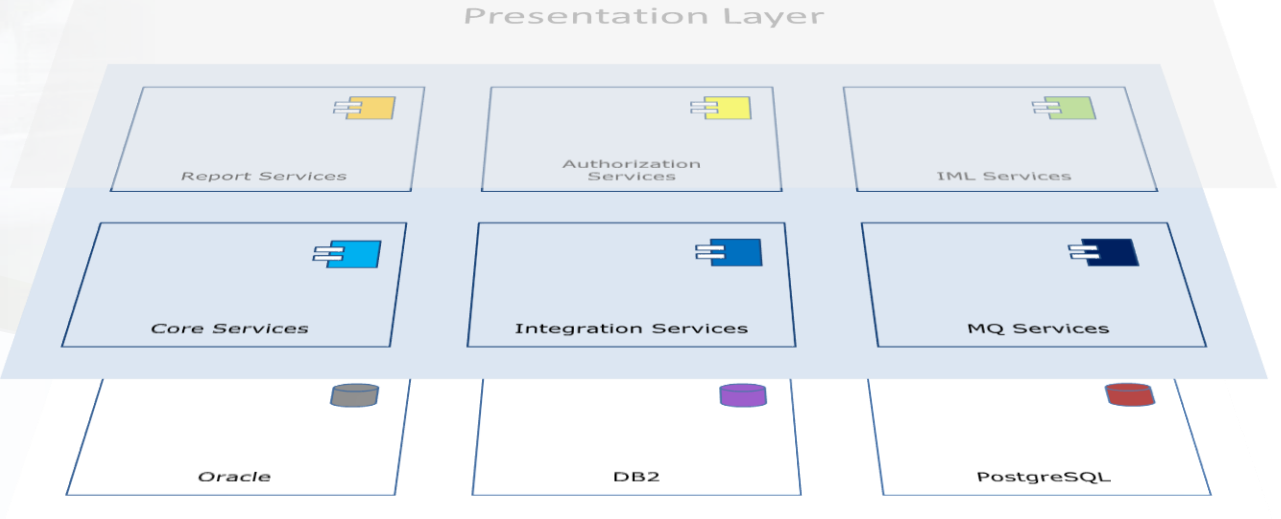 Presentation Layer
Report Services
Authorization
Services
IML Services
Core Services
Integration Services
MQ Services
Oracle
DB2
PostgreSQL